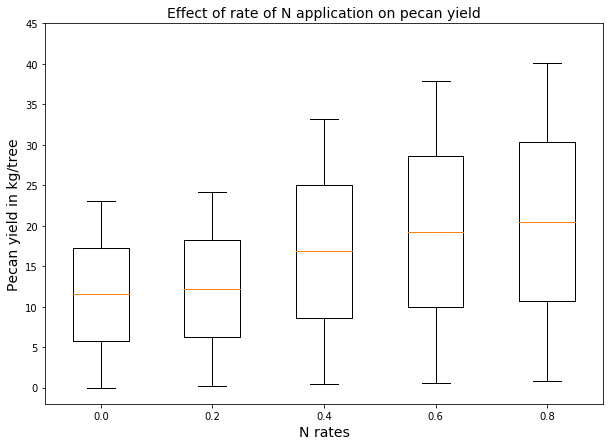 Effect of rate of N application on pecan yield
45
40
35
30
25
20
15
10
5
0
Pecan yield in kg/tree
0.0 0.2 0.4 0.6 0.8
N rates